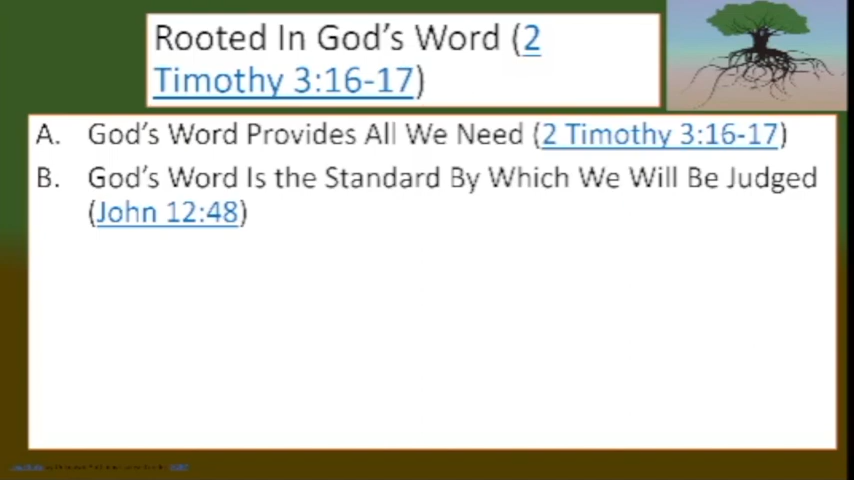 Rooted In God's Word (2
Timothy 3:16-17)
A. God's Word Provides All We Need (2 Timothy 3:16-17)
B. God's Word Is the Standard By Which We Will Be Judged
(John 12:48)